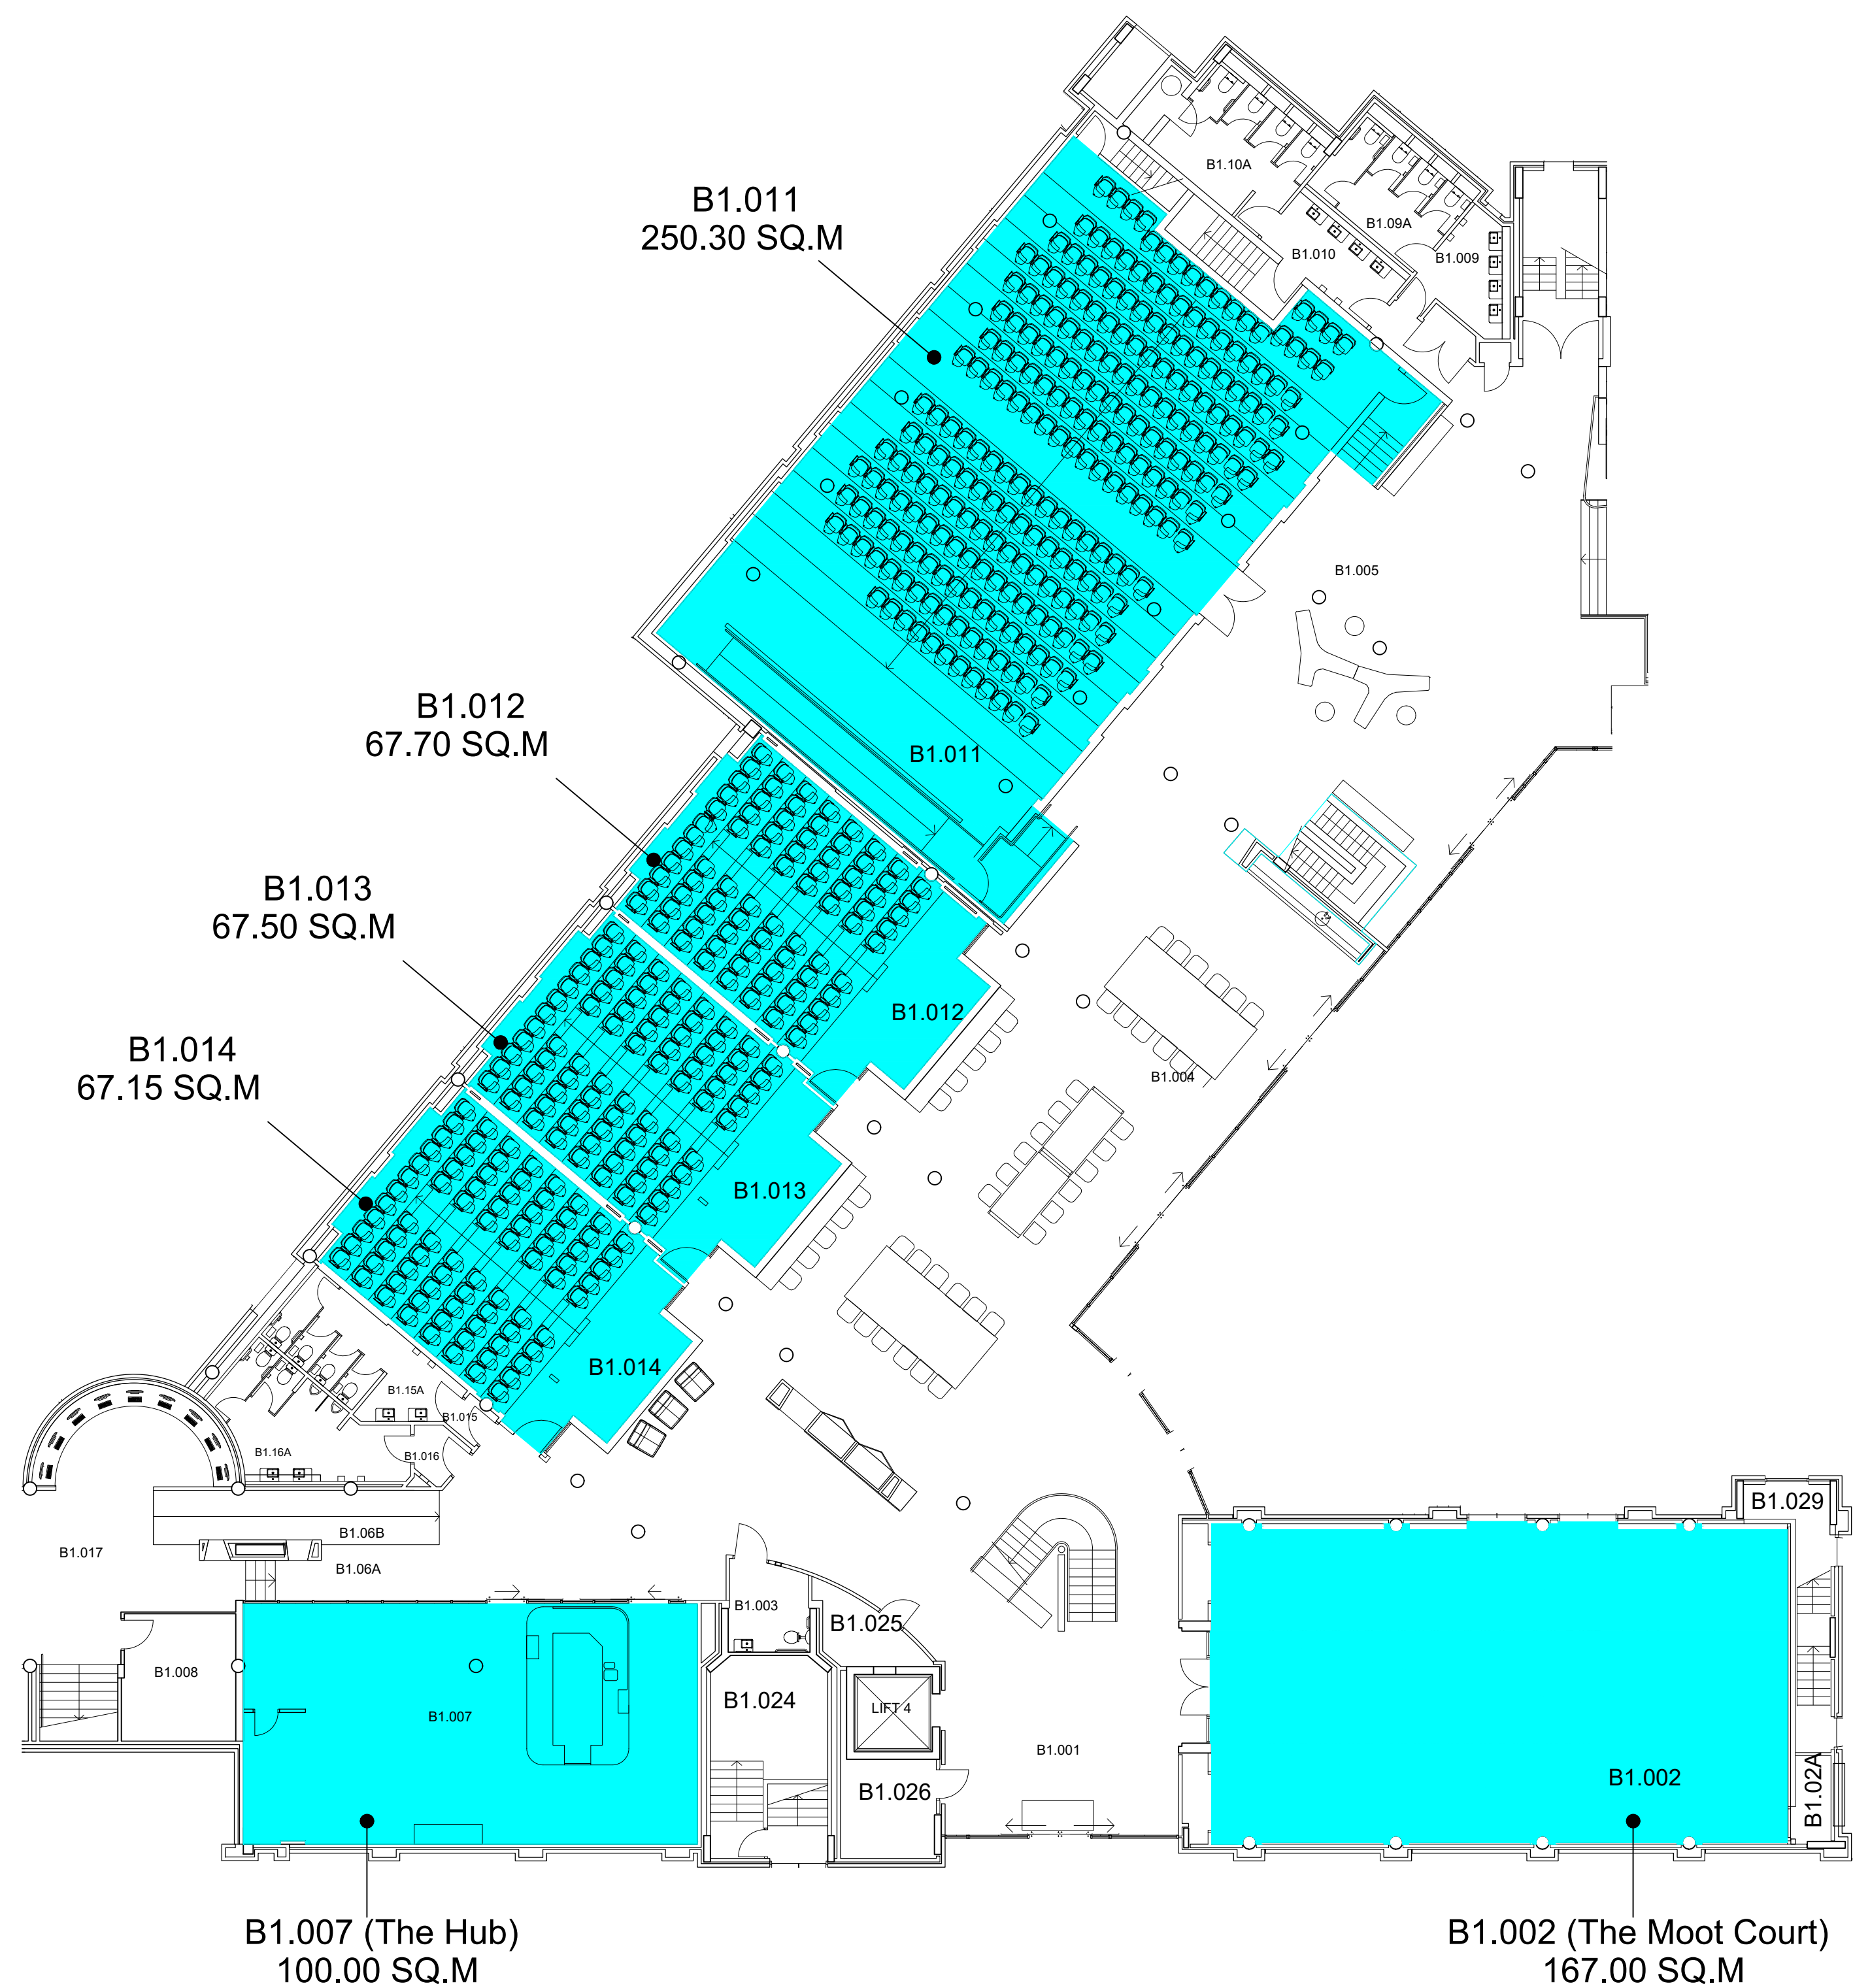 B1.10A
B1.011
250.30 SQ.M
B1.09A
B1.010
B1.009
B1.005
B1.012
67.70 SQ.M
B1.011
B1.013
67.50 SQ.M
B1.012
B1.014
67.15 SQ.M
B1.004
B1.013
B1.014
B1.15A
B1.015
B1.16A
B1.016
B1.029
B1.06B
B1.017
B1.06A
B1.003
B1.025
B1.008
B1.024
LIFT 4
B1.007
B1.001
B1.002
B1.026
B1.02A
B1.007 (The Hub)
100.00 SQ.M
B1.002 (The Moot Court)
167.00 SQ.M